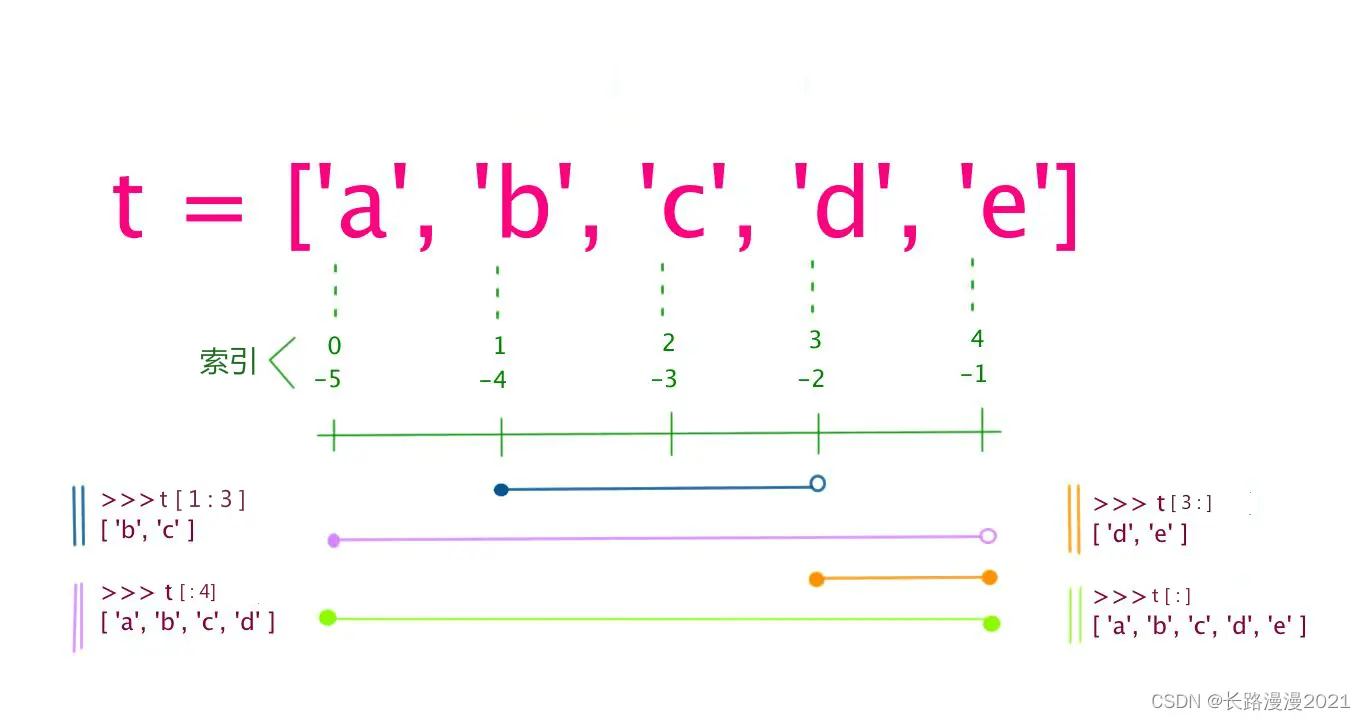 t = ['a', 'b', 'c', 'd', 'e']
索引
0 1 2 3 4
-5 -4 -3 -2 -1
>>>t[1:3]
['b', 'c']
>>> t[:4]
['a', 'b', 'c', 'd']
>>> t[3:]
['d', 'e']
>>>t[:]
['a', 'b', 'c', 'd', 'e']
CSDN @长路漫漫2021